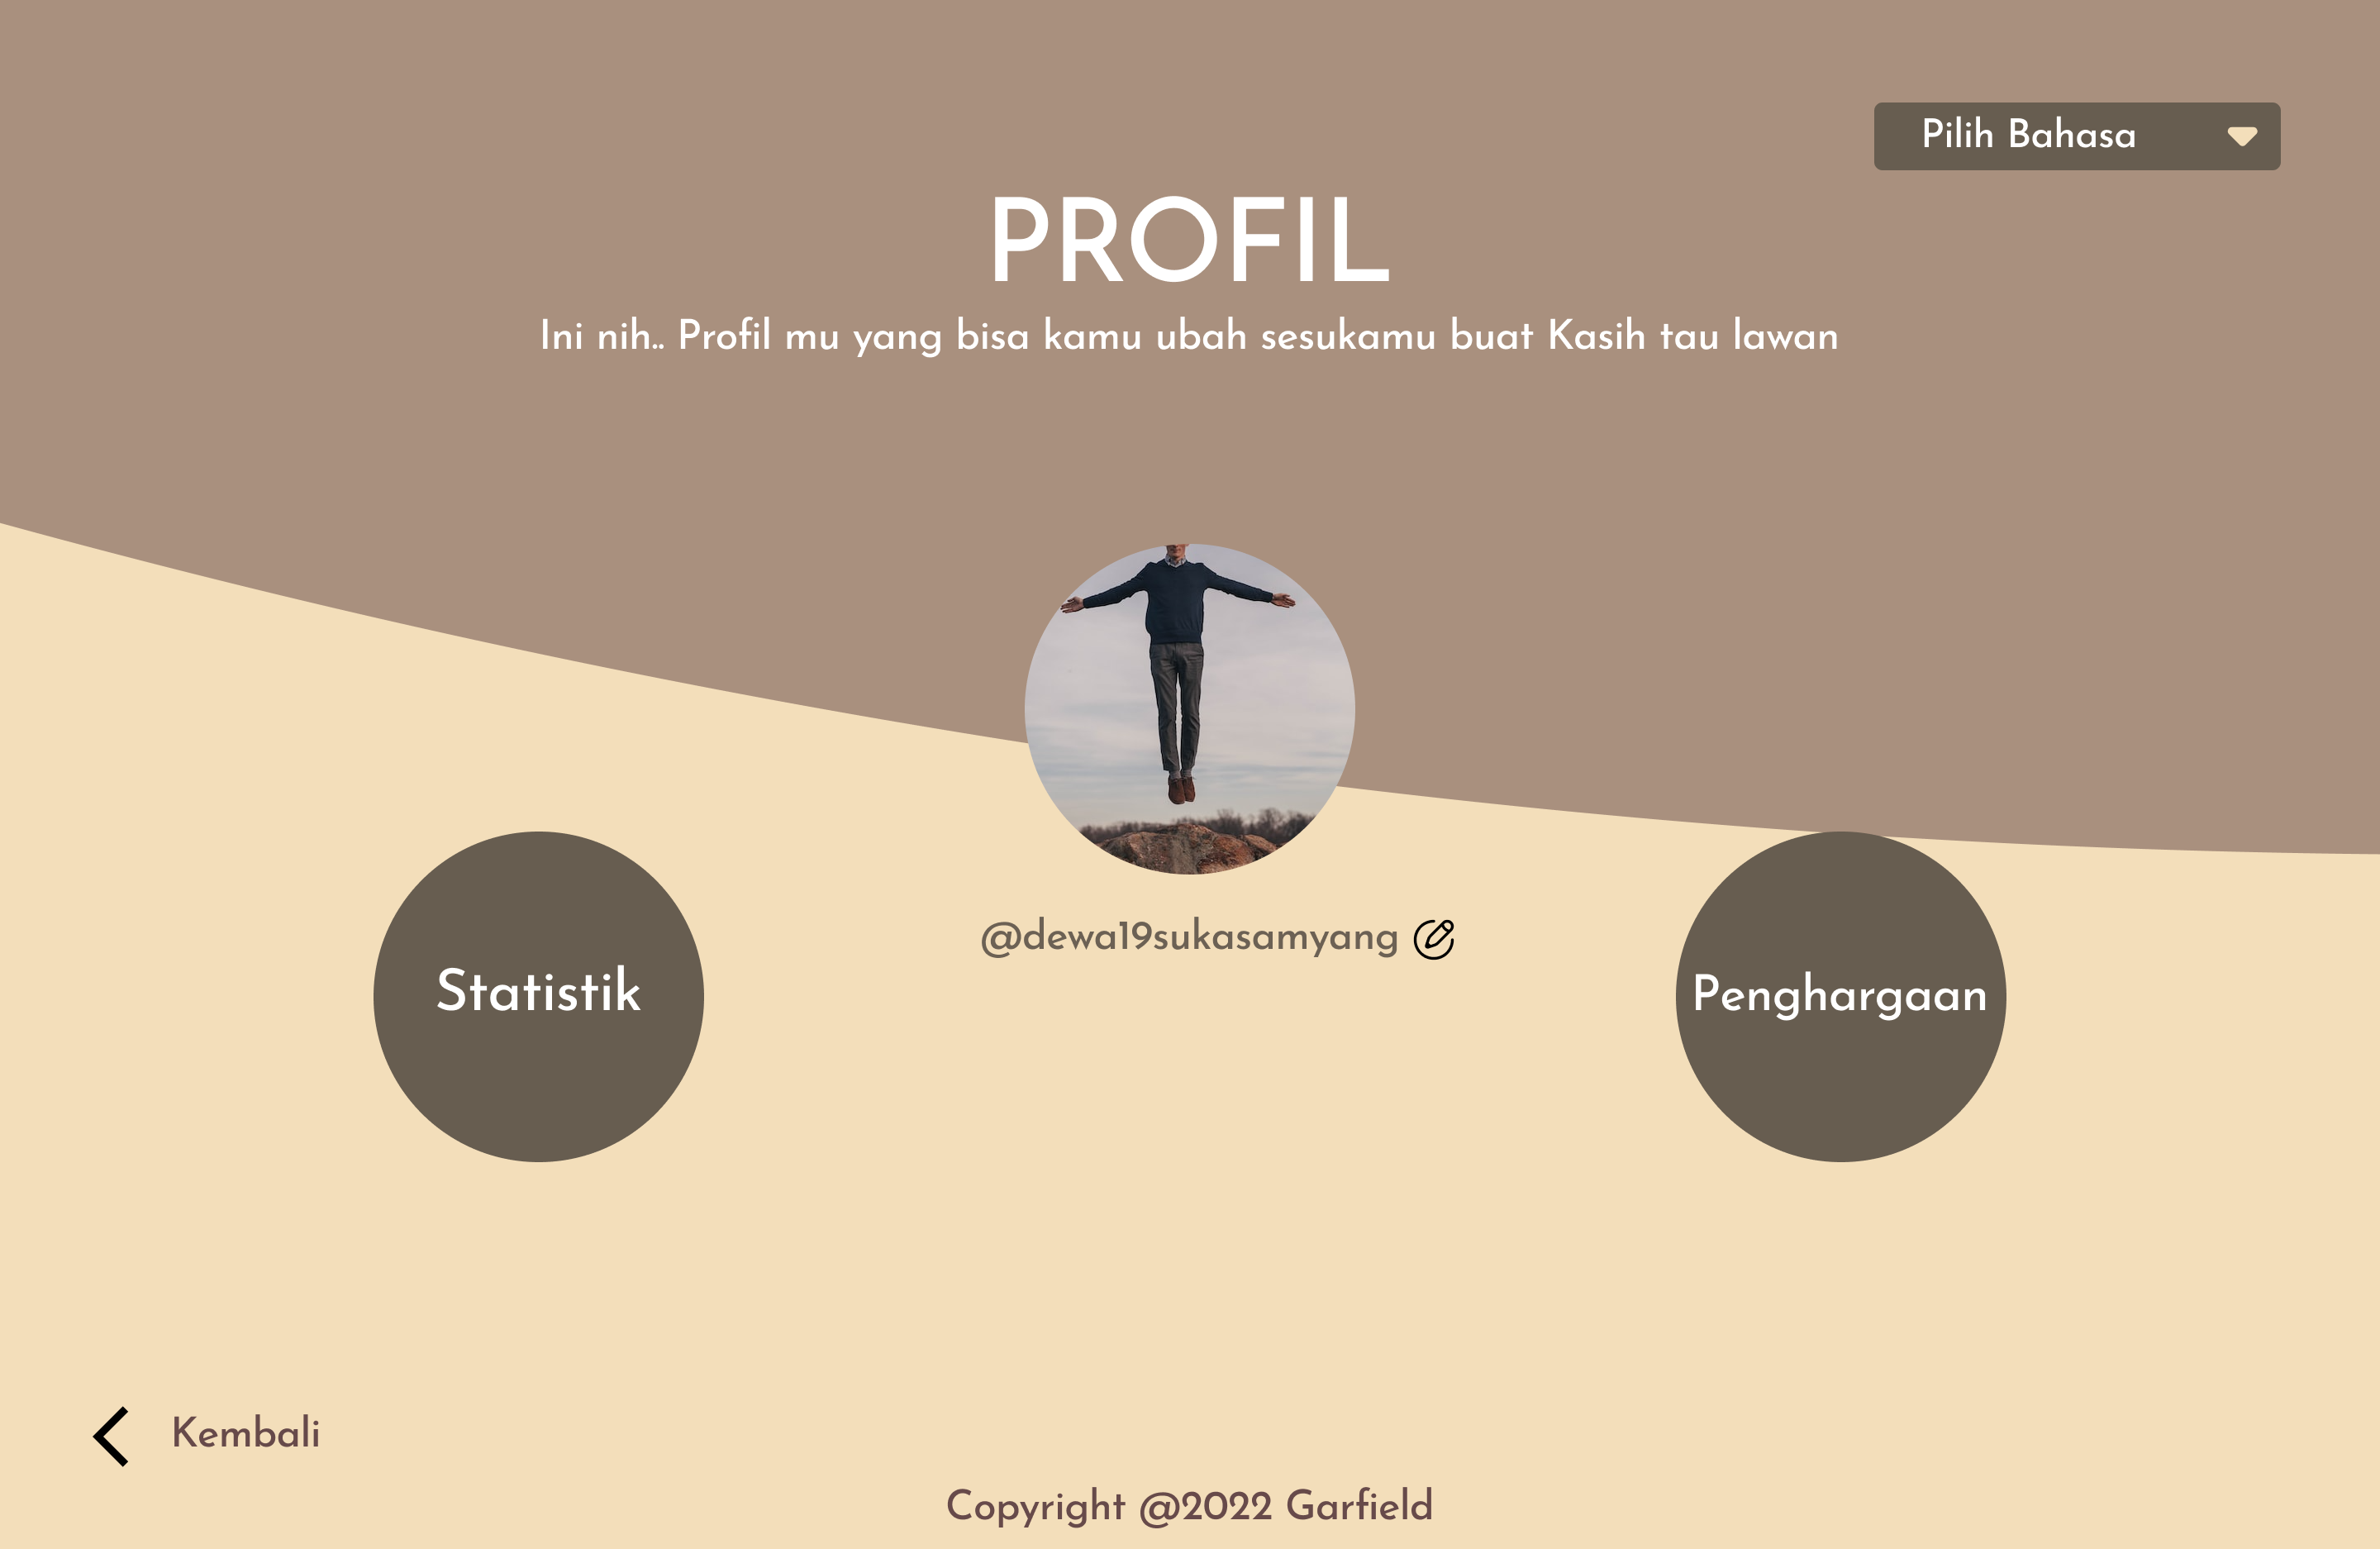 Pilih Bahasa
PROFIL
Ini nih.. Profil mu yang bisa kamu ubah sesukamu buat Kasih tau lawan
@dewa19sukasamyang
Statistik
Penghargaan
Kembali
Copyright @2022 Garfield